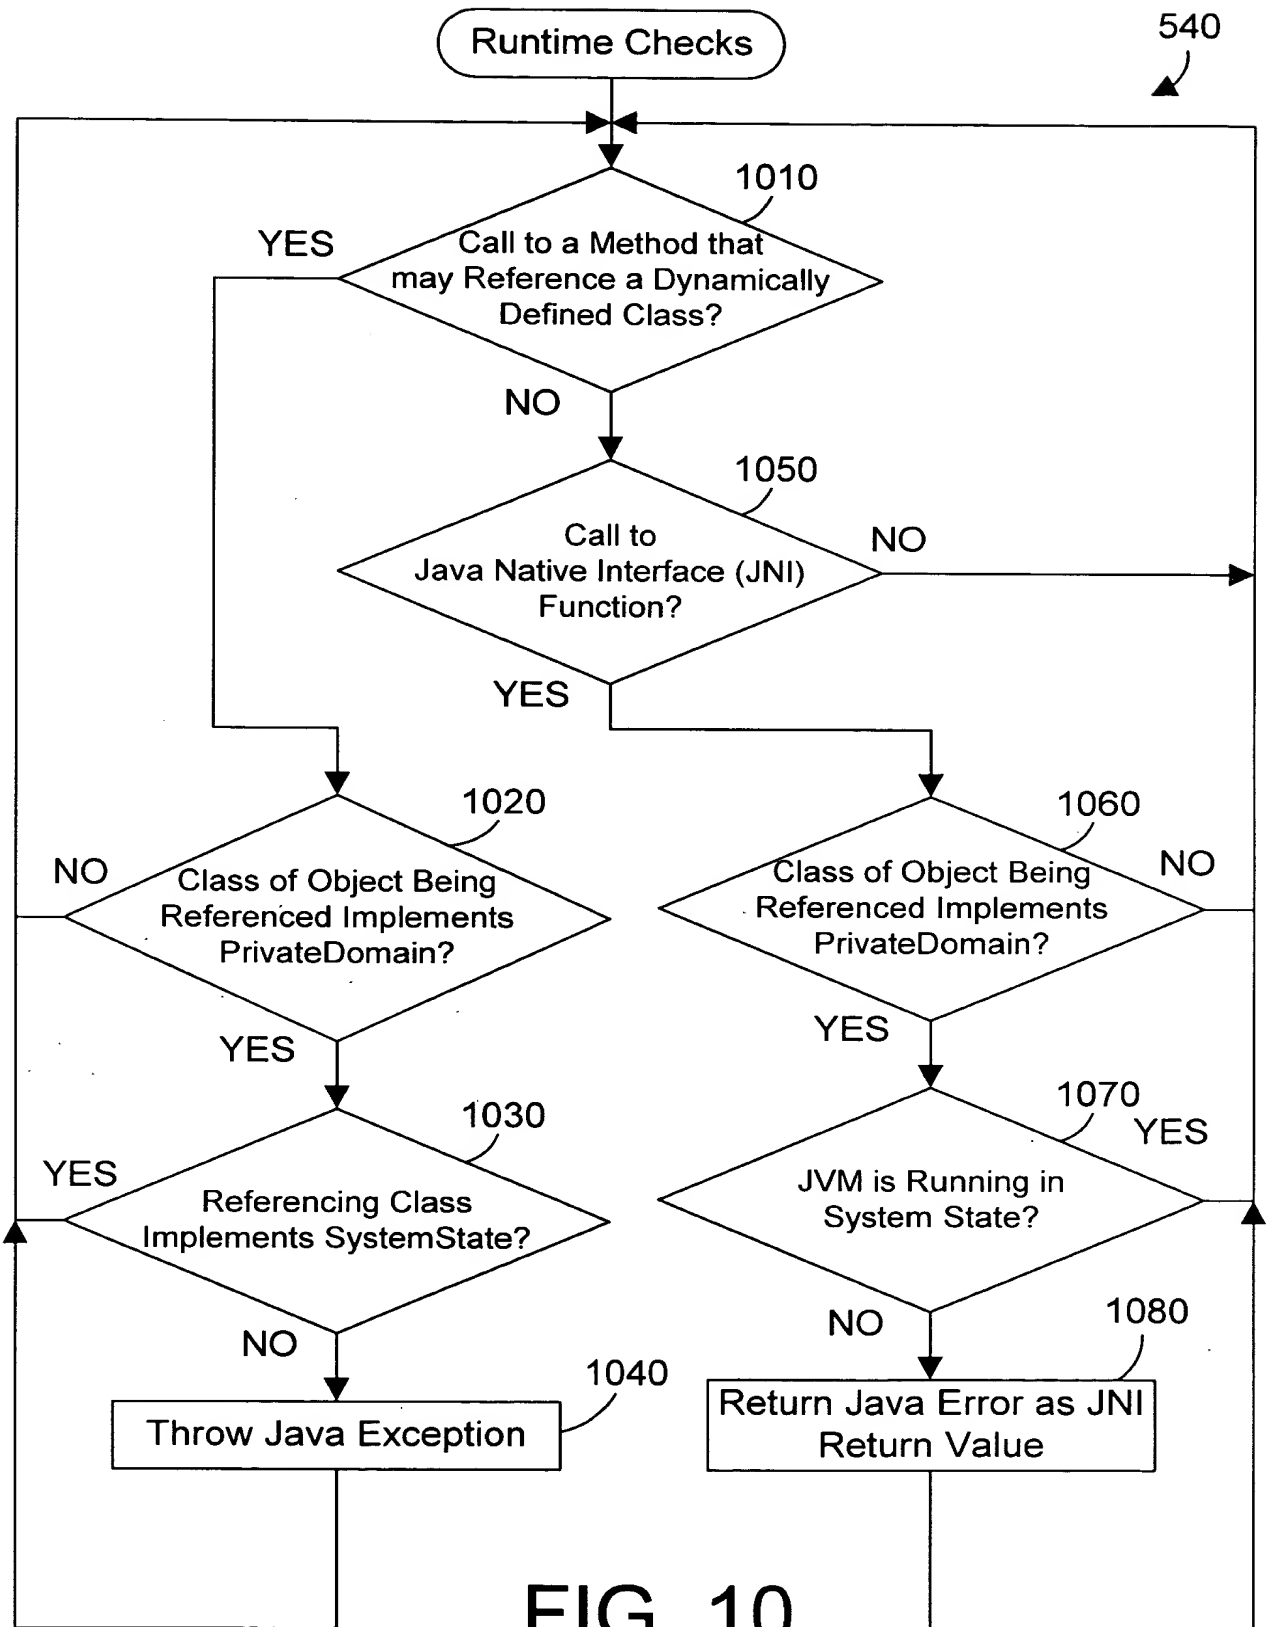 Runtime Checks
540
1010
YES
Call to a Method that
may Reference a Dynamically
Defined Class?
NO
1050
Call to
Java Native Interface (JNI)
Function?
NO
YES
1020
NO
Class of Object Being
Referenced Implements
PrivateDomain?
YES
1060
Class of Object Being
Referenced Implements
PrivateDomain?
NO
YES
1030
YES
Referencing Class
Implements SystemState?
NO
1070
YES
JVM is Running in
System State?
NO
1040
Throw Java Exception
1080
Return Java Error as JNI
Return Value
FIG. 10